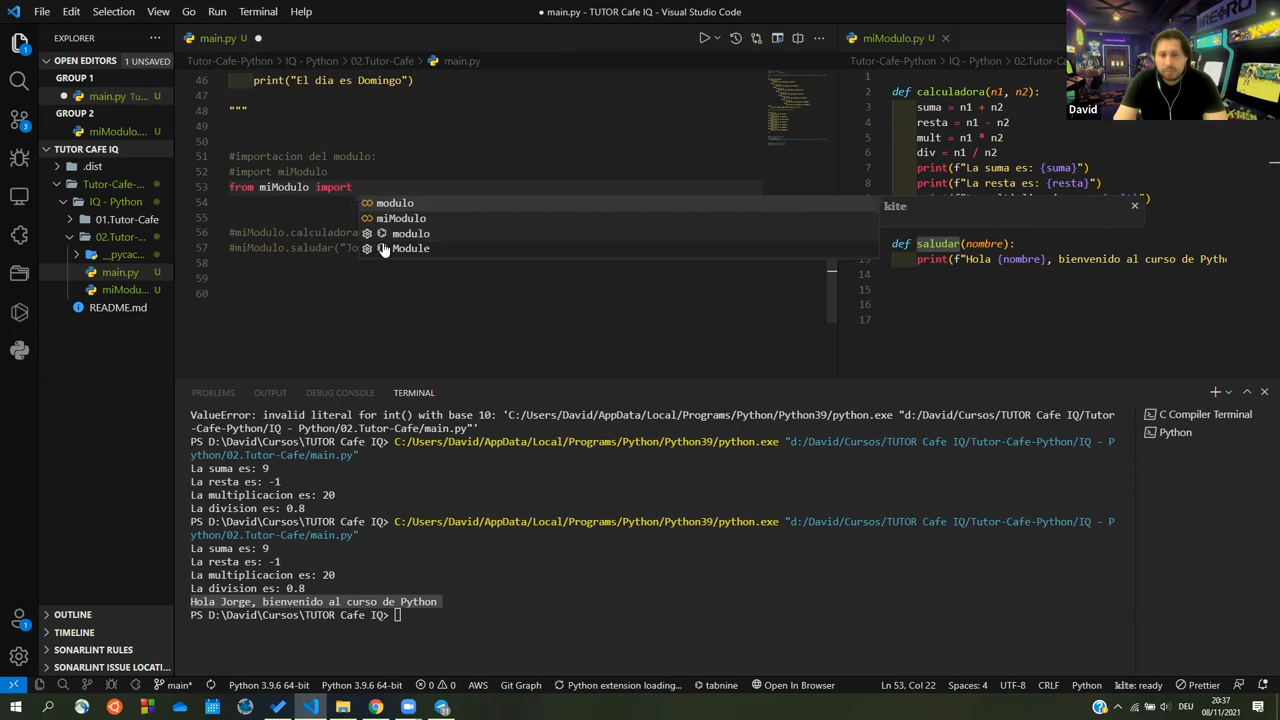 File Edit Selection View Go Run Terminal Help
● main.py - TUTOR Cafe IQ - Visual Studio Code
EXPLORER
OPEN EDITORS 1 UNSAVED
GROUP 1
main.py Tu...
GROUP 2
miModulo.... U
TUTOR CAFE IQ
.dist
Tutor-Cafe-...
IQ - Python
01.Tutor-Cafe
02.Tutor-Caf...
__pycac...
main.py U
miModu... U
README.md
OUTLINE
TIMELINE
SONARLINT RULES
SONARLINT ISSUE LOCATI...
main.py U ●
Tutor-Cafe-Python > IQ - Python > 02.Tutor-Cafe > main.py
46 print("El dia es Domingo")
47
48 """
49
50
51 #importacion del modulo:
52 #import miModulo
53 from miModulo import
54
55
56 #miModulo.calculadora
57 #miModulo.saludar("Jo
58
59
60
modulo
miModulo
modulo
Module
kite
miModulo.py U
Tutor-Cafe-Python > IQ - Python > 02.Tutor-Caf
1
2 def calculadora(n1, n2):
3 suma = n1 + n2
4 resta = n1 - n2
5 mult = n1 * n2
6 div = n1 / n2
7 print(f"La suma es: {suma}")
8 print(f"La resta es: {resta}")
def saludar(nombre):
13 print(f"Hola {nombre}, bienvenido al curso de Pytho
14
15
16
17
David
PROBLEMS OUTPUT DEBUG CONSOLE TERMINAL
ValueError: invalid literal for int() with base 10: 'C:/Users/David/AppData/Local/Programs/Python/Python39/python.exe "d:/David/Cursos/TUTOR Cafe IQ/Tutor
-Cafe-Python/IQ - Python/02.Tutor-Cafe/main.py"'
PS D:\David\Cursos\TUTOR Cafe IQ> C:/Users/David/AppData/Local/Programs/Python/Python39/python.exe "d:/David/Cursos/TUTOR Cafe IQ/Tutor-Cafe-Python/IQ - P
ython/02.Tutor-Cafe/main.py"
La suma es: 9
La resta es: -1
La multiplicacion es: 20
La division es: 0.8
PS D:\David\Cursos\TUTOR Cafe IQ> C:/Users/David/AppData/Local/Programs/Python/Python39/python.exe "d:/David/Cursos/TUTOR Cafe IQ/Tutor-Cafe-Python/IQ - P
ython/02.Tutor-Cafe/main.py"
La suma es: 9
La resta es: -1
La multiplicacion es: 20
La division es: 0.8
Hola Jorge, bienvenido al curso de Python
PS D:\David\Cursos\TUTOR Cafe IQ>
C Compiler Terminal
Python
main* Python 3.9.6 64-bit Python 3.9.6 64-bit 0 0 AWS Git Graph Python extension loading... tabnine Open In Browser Ln 53, Col 22 Spaces: 4 UTF-8 CRLF Python kite: ready Prettier
DEU 20:37 08/11/2021